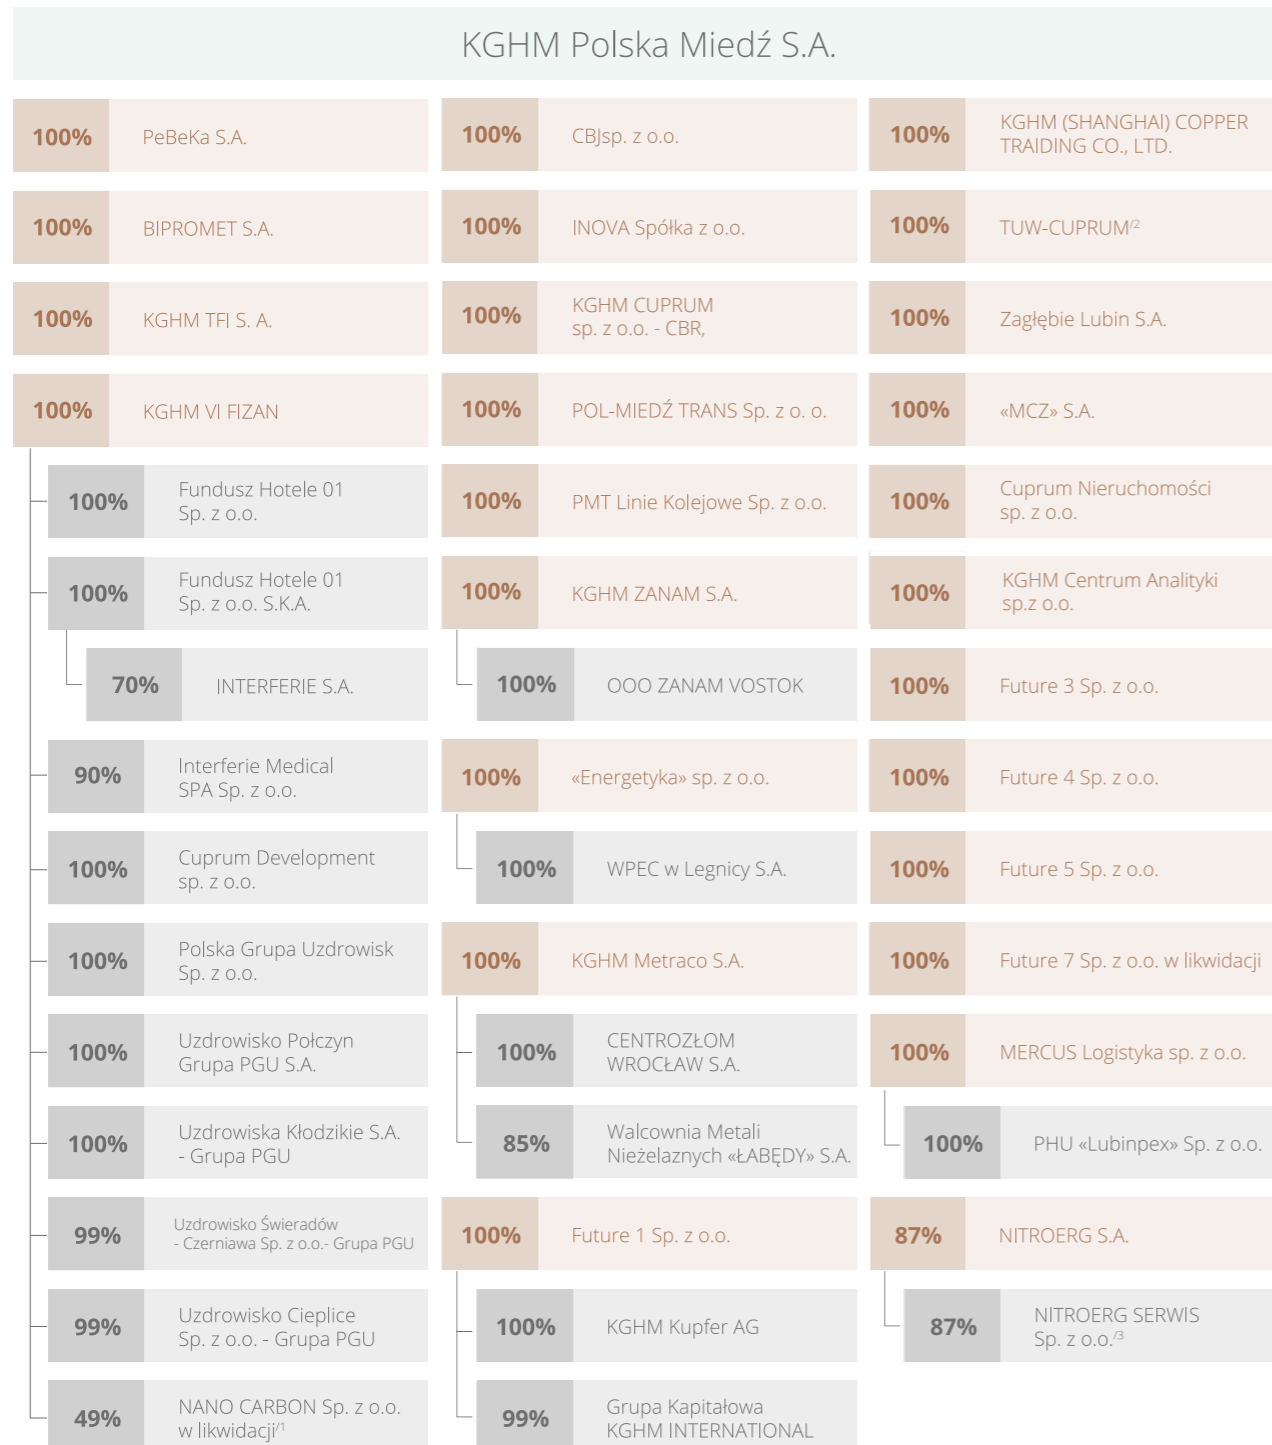 KGHM Polska Miedź S.A.
100%
PeBeKa S.A.
100%
BIPROMET S.A.
100%
KGHM TFI S. A.
100%
KGHM VI FIZAN
100%
Fundusz Hotele 01
Sp. z o.o.
100%
Fundusz Hotele 01
Sp. z o.o. S.K.A.
70%
INTERFERIE S.A.
90%
Interferie Medical
SPA Sp. z o.o.
100%
Cuprum Development
sp. z o.o.
100%
Polska Grupa Uzdrowisk
Sp. z o.o.
100%
Uzdrowisko Połczyn
Grupa PGU S.A.
100%
Uzdrowiska Kłodzikie S.A.
- Grupa PGU
99%
Uzdrowisko Świeradów
- Czerniawa Sp. z o.o.- Grupa PGU
99%
Uzdrowisko Cieplice
Sp. z o.o. - Grupa PGU
49%
NANO CARBON Sp. z o.o.
w likwidacji/1
100%
CBJsp. z o.o.
100%
INOVA Spółka z o.o.
100%
KGHM CUPRUM
sp. z o.o. - CBR,
100%
POL-MIEDŹ TRANS Sp. z o. o.
100%
PMT Linie Kolejowe Sp. z o.o.
100%
KGHM ZANAM S.A.
100%
OOO ZANAM VOSTOK
100%
«Energetyka» sp. z o.o.
100%
WPEC w Legnicy S.A.
100%
KGHM Metraco S.A.
100%
CENTROZŁOM
WROCŁAW S.A.
85%
Walcownia Metali
Nieżelaznych «ŁABĘDY» S.A.
100%
Future 1 Sp. z o.o.
100%
KGHM Kupfer AG
99%
Grupa Kapitałowa
KGHM INTERNATIONAL
100%
KGHM (SHANGHAI) COPPER
TRAIDING CO., LTD.
100%
TUW-CUPRUM/2
100%
Zagłębie Lubin S.A.
100%
«MCZ» S.A.
100%
Cuprum Nieruchomości
sp. z o.o.
100%
KGHM Centrum Analityki
sp.z o.o.
100%
Future 3 Sp. z o.o.
100%
Future 4 Sp. z o.o.
100%
Future 5 Sp. z o.o.
100%
Future 7 Sp. z o.o. w likwidacji
100%
MERCUS Logistyka sp. z o.o.
100%
PHU «Lubinpex» Sp. z o.o.
87%
NITROERG S.A.
87%
NITROERG SERWIS
Sp. z o.o./3